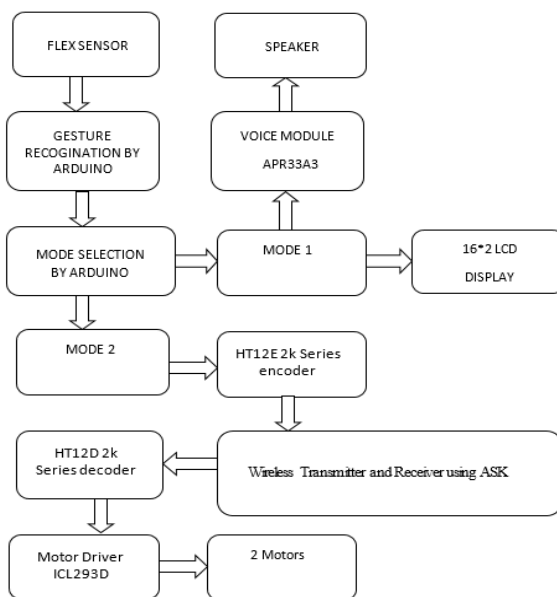 FLEX SENSOR
SPEAKER
GESTURE
RECOGINATION BY
ARDUINO
VOICE MODULE
APR33A3
MODE SELECTION
BY ARDUINO
MODE 1
16*2 LCD
DISPLAY
MODE 2
HT12E 2k Series
encoder
HT12D 2k
Series decoder
Wireless Transmitter and Receiver using ASK
Motor Driver
ICL293D
2 Motors